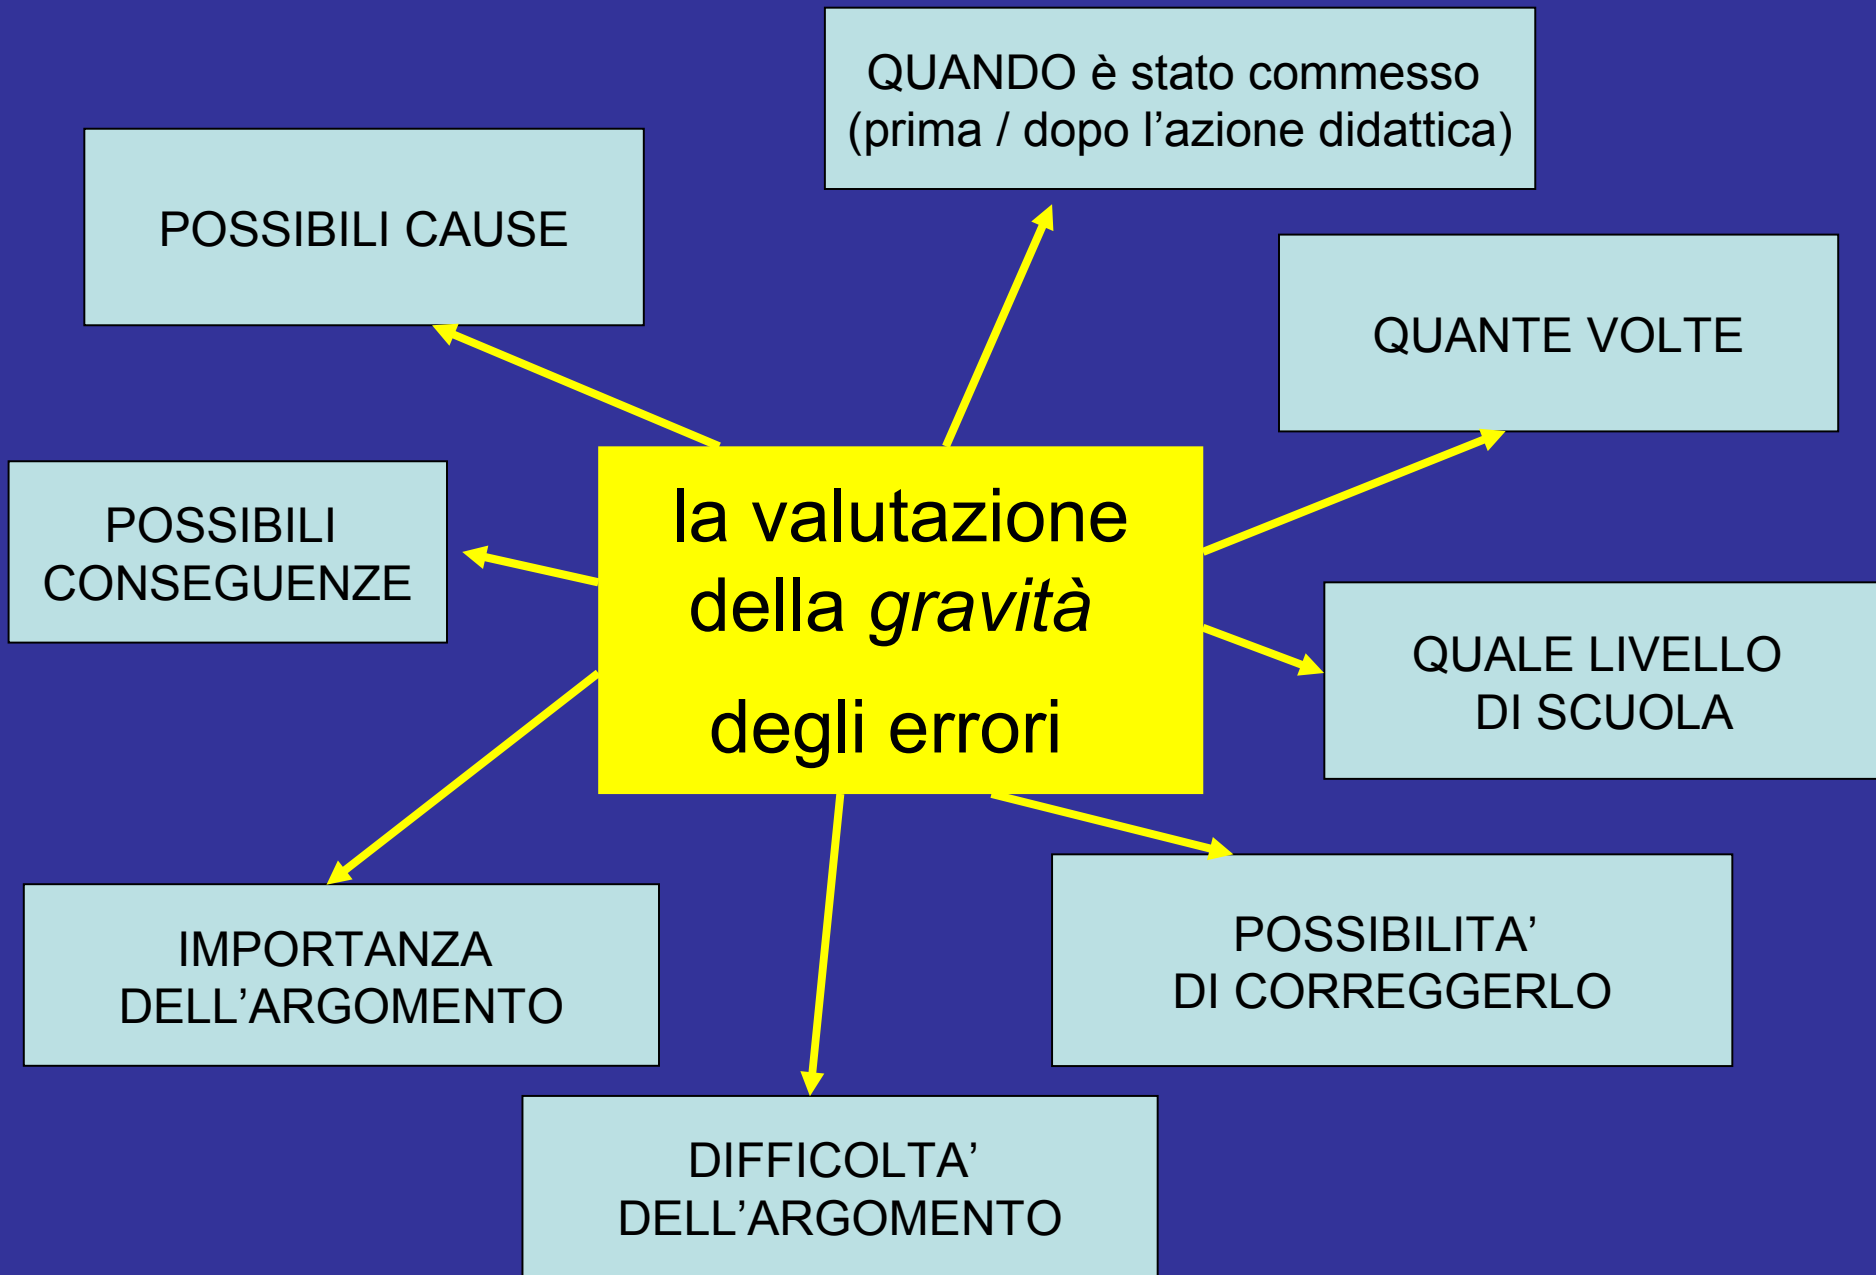 QUANDO è stato commesso
(prima / dopo l’azione didattica)
POSSIBILI CAUSE
QUANTE VOLTE
POSSIBILI
CONSEGUENZE
la valutazione
della gravità
degli errori
QUALE LIVELLO
DI SCUOLA
IMPORTANZA
DELL’ARGOMENTO
POSSIBILITA’
DI CORREGGERLO
DIFFICOLTA’
DELL’ARGOMENTO